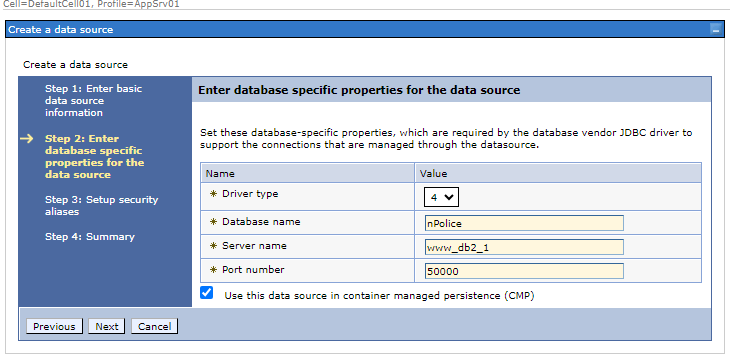 Cell=DefaultCell01, Profile=AppSrv01
Create a data source
Create a data source
Step 1: Enter basic
data source
information
Step 2: Enter
database specific
properties for the
data source
Step 3: Setup security
aliases
Step 4: Summary
Enter database specific properties for the data source
Set these database-specific properties, which are required by the database vendor JDBC driver to
support the connections that are managed through the datasource.
Name Value
* Driver type 4
* Database name nPolice
* Server name www_db2_1
* Port number 50000
Use this data source in container managed persistence (CMP)
Previous Next Cancel